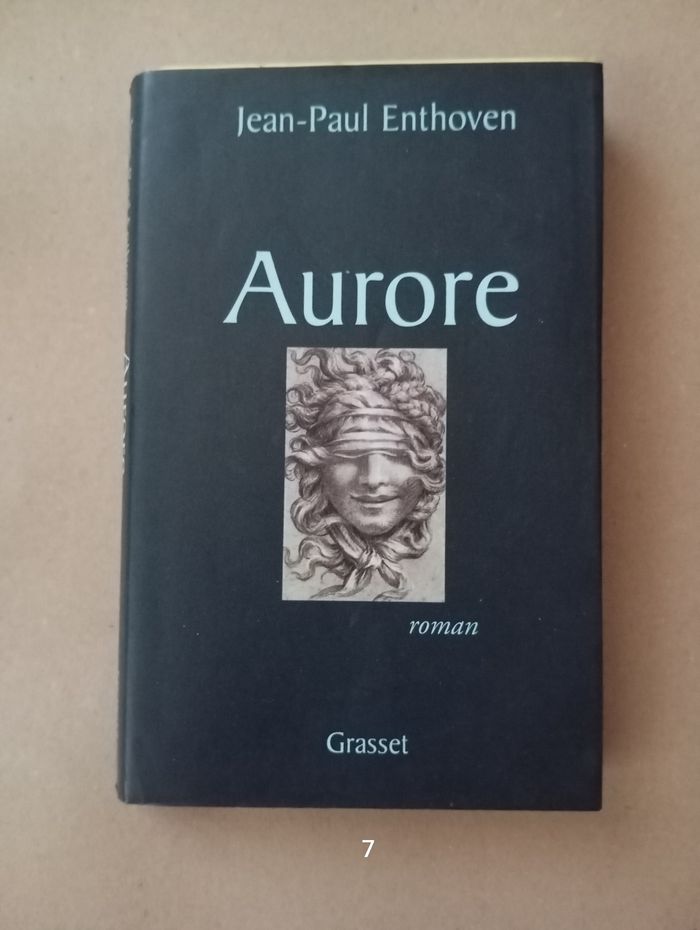 Jean-Paul Enthoven
Aurore
roman
Grasset
7